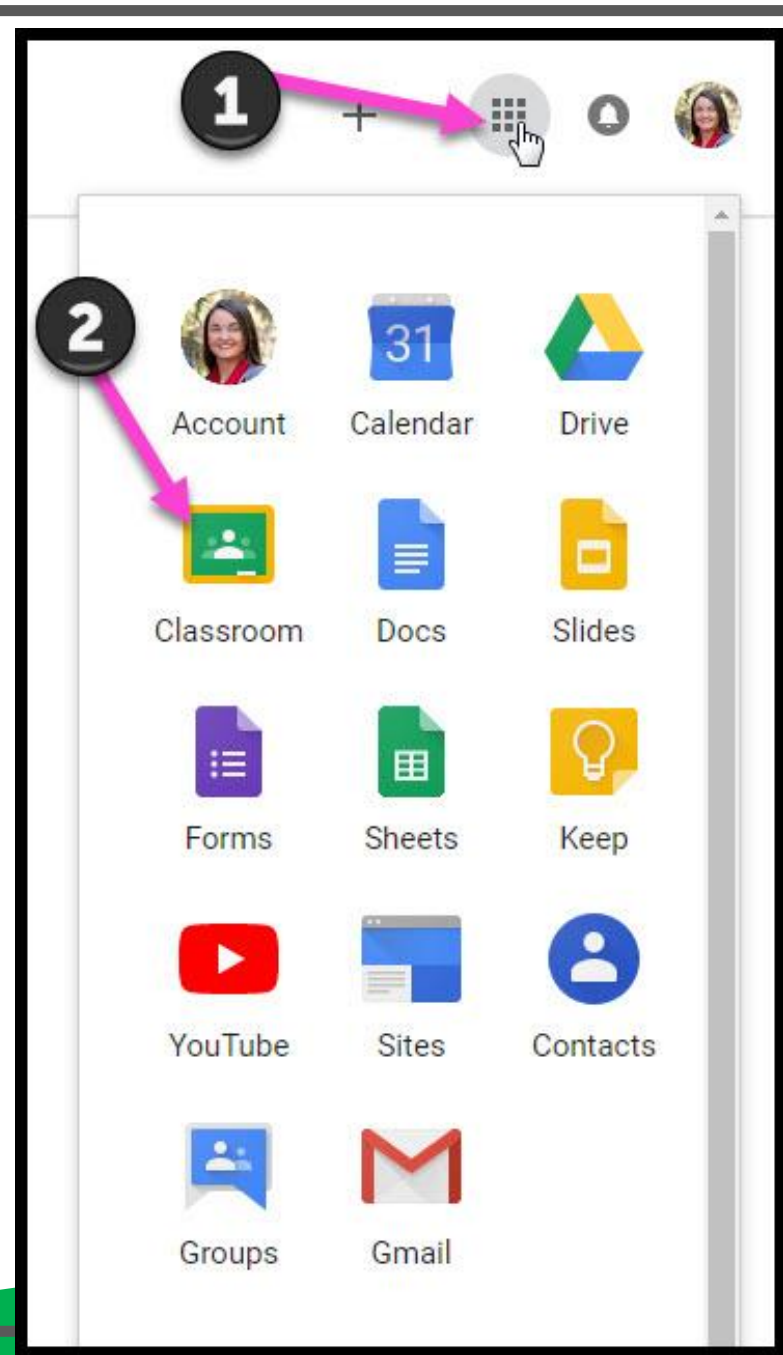 1
2
31
Account Calendar Drive
Classroom Docs Slides
Forms Sheets Keep
YouTube Sites Contacts
Groups Gmail